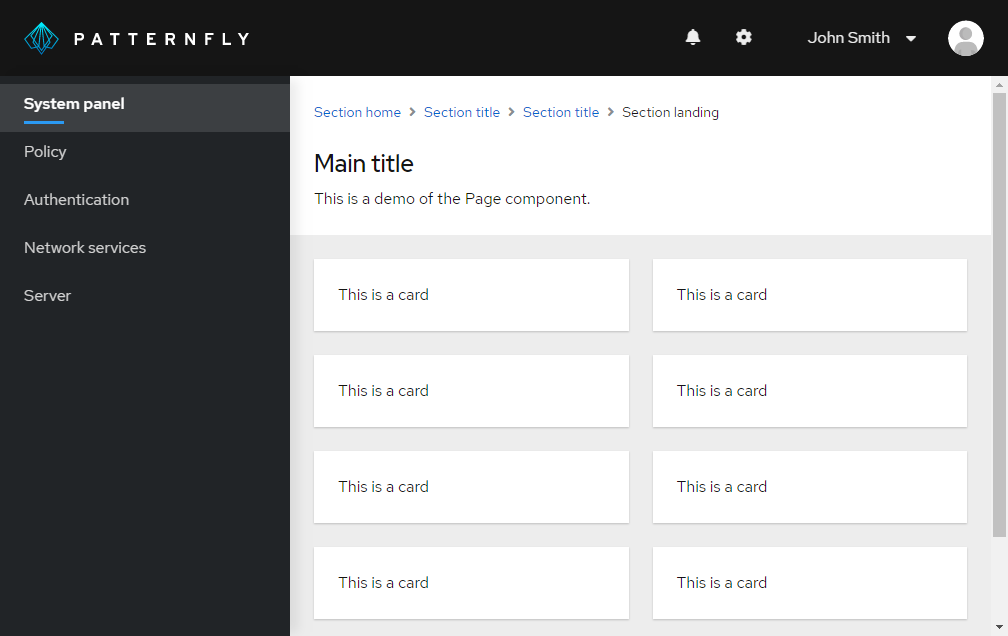 PATTERNFLY
John Smith
System panel
Policy
Authentication
Network services
Server
Section home > Section title > Section title > Section landing
Main title
This is a demo of the Page component.
This is a card
This is a card
This is a card
This is a card
This is a card
This is a card
This is a card
This is a card